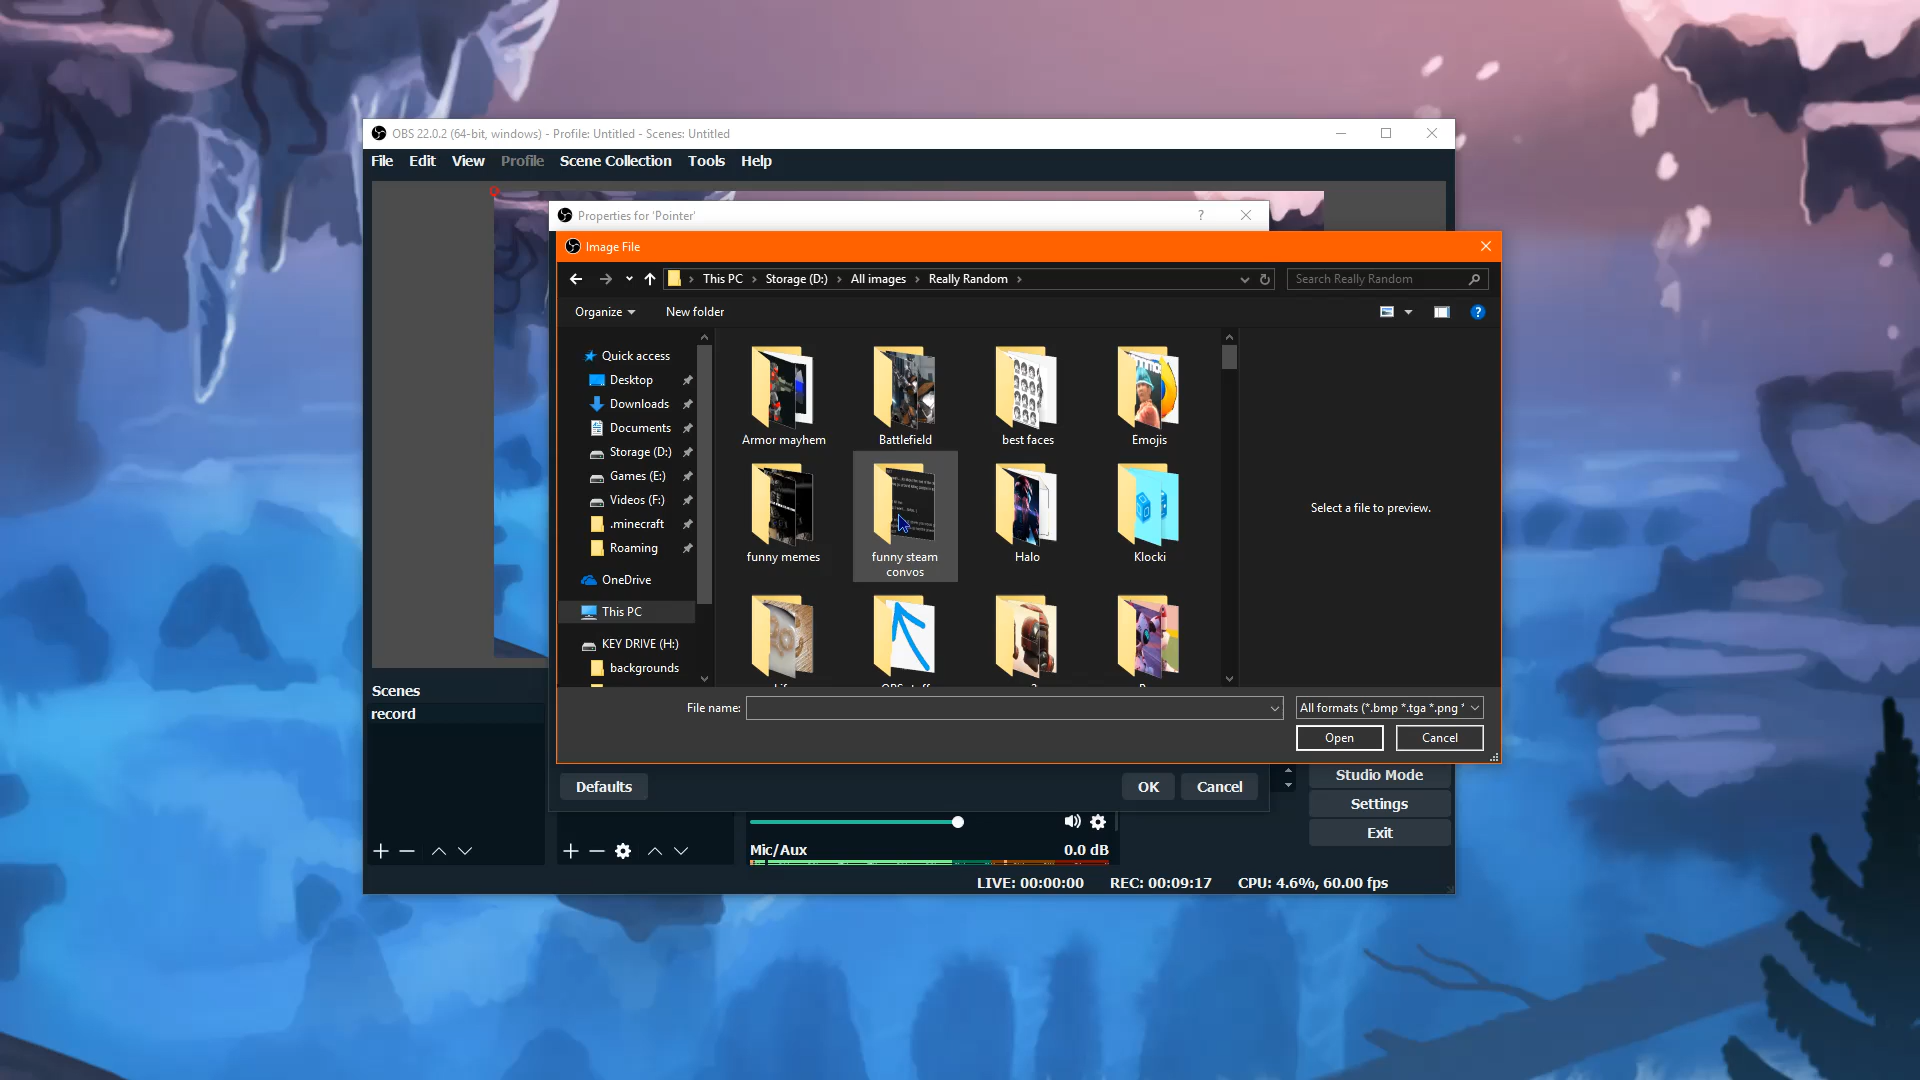 OBS 22.0.2 (64-bit, windows) - Profile: Untitled - Scenes: Untitled
File Edit View Profile Scene Collection Tools Help
Properties for 'Pointer'
?
Image File
This PC Storage (D:) All images Really Random
Search Really Random
Organize New folder
?
Quick access
Desktop
Downloads
Documents
Storage (D:)
Games (E:)
Videos (F:)
.minecraft
Roaming
OneDrive
This PC
KEY DRIVE (H:)
backgrounds
Armor mayhem
Battlefield
best faces
Emojis
funny memes
funny steam
convos
Halo
Klocki
Select a file to preview.
File name:
All formats (*.bmp *.tga *.png *
Open Cancel
Scenes
record
Defaults
OK
Cancel
Studio Mode
Settings
Exit
Mic/Aux 0.0 dB
LIVE: 00:00:00 REC: 00:09:17 CPU: 4.6%, 60.00 fps